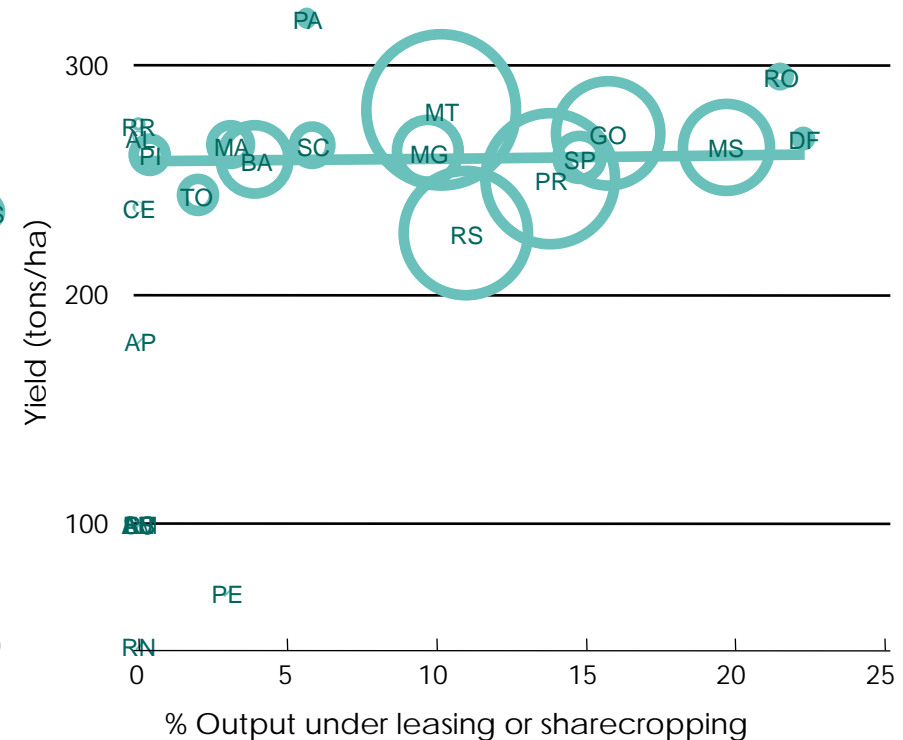 PA
300
RO
MT
RR
AL
GO
DF
PI
MA
BA
SC
MG
SP
MS
PR
TO
CE
RS
200
AP
100
PE
RN
0
5
10
15
20
25
Yield (tons/ha)
% Output under leasing or sharecropping